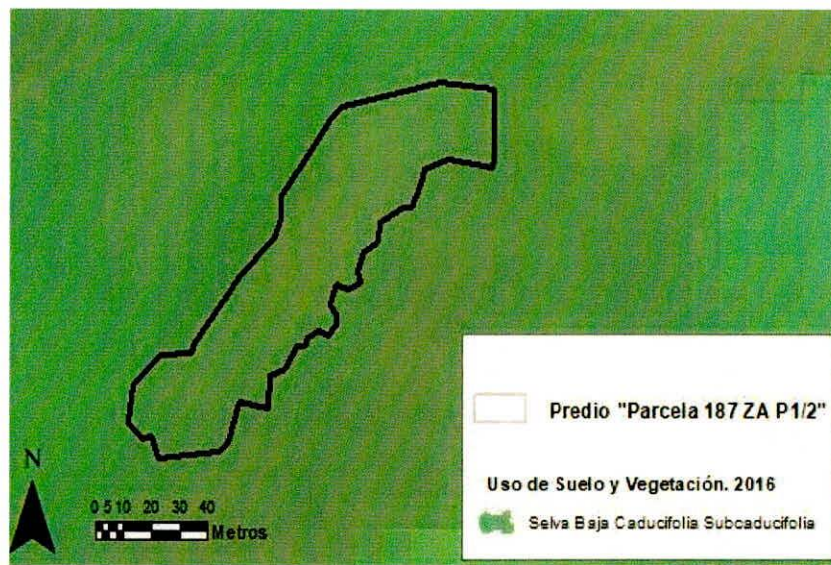 Predio "Parcela 187 ZA P1/2"
Uso de Suelo y Vegetación. 2016
Selva Baja Caducifolia Subcaducifolia
N
0 5 10 20 30 40
Metros